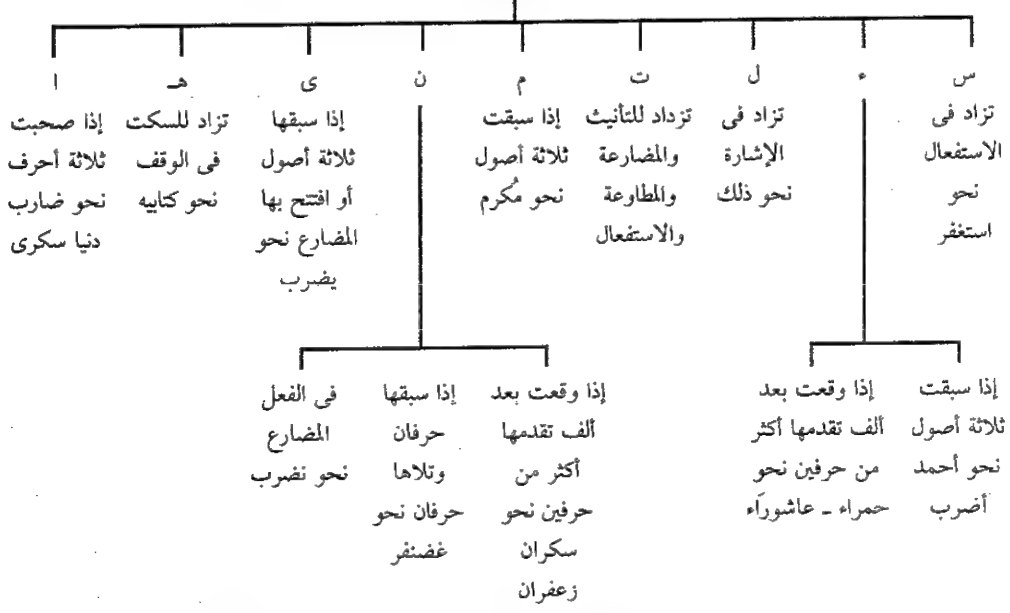 س
تزاد فى
الاستفعال
نحو
استغفر
ء
إذا سبقت
ثلاثة أصول
نحو أحمد
أضرب
إذا وقعت بعد
ألف تقدمها أكثر
من حرفين نحو
حمراء ـ عاشورَاء
ل
تزاد فى
الإشارة
نحو ذلك
ت
تزداد للتأنيث
والمضارعة
والمطاوعة
والاستفعال
م
إذا سبقت
ثلاثة أصول
نحو مُكرم
ن
إذا وقعت بعد
ألف تقدمها
أكثر من
حرفين نحو
سكران
زعفران
إذا سبقها
حرفان
وتلاها
حرفان نحو
غضنفر
فى الفعل
المضارع
نحو نضرب
ى
إذا سبقها
ثلاثة أصول
أو افتتح بها
المضارع نحو
يضرب
هـ
تزاد للسكت
فى الوقف
نحو كتابيه
ا
إذا صحبت
ثلاثة أحرف
نحو ضارب
دنيا سكرى